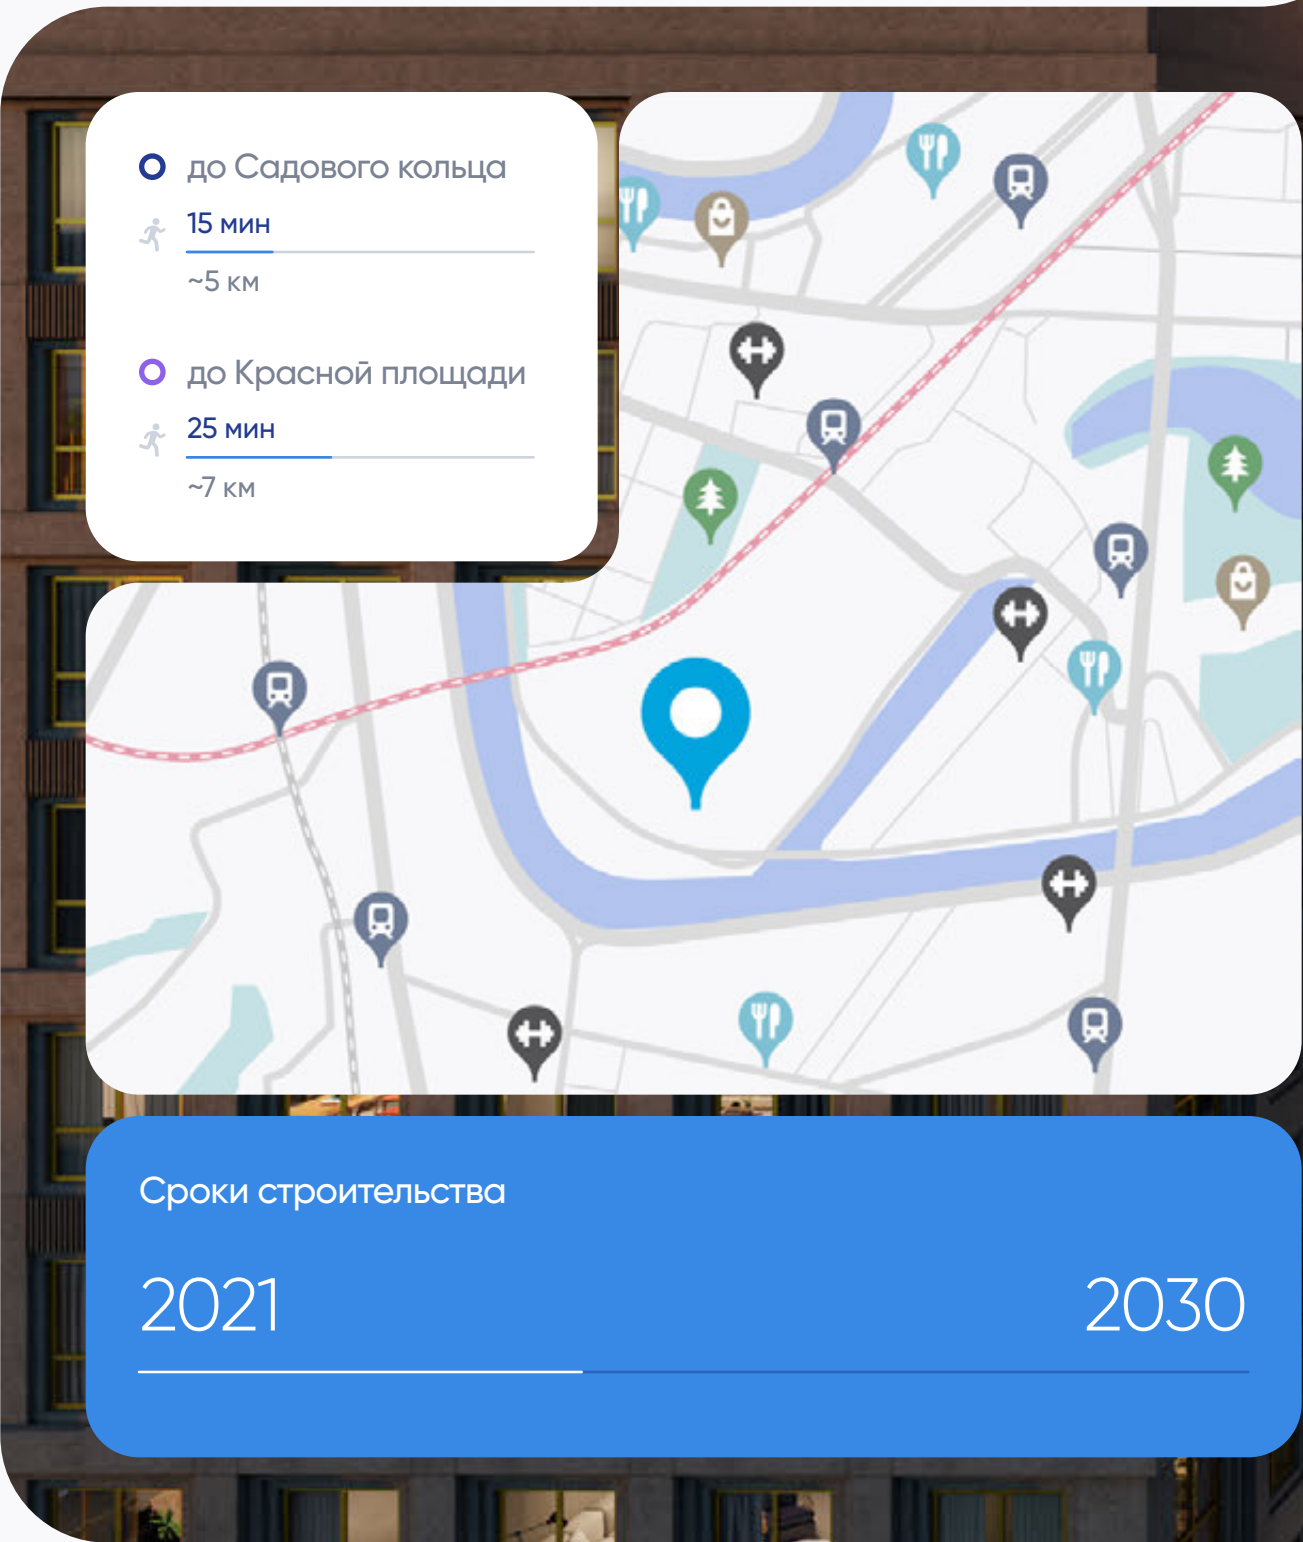 до Садового кольца
15 мин
~5 км
до Красной площади
25 мин
~7 км
Сроки строительства
2021
2030